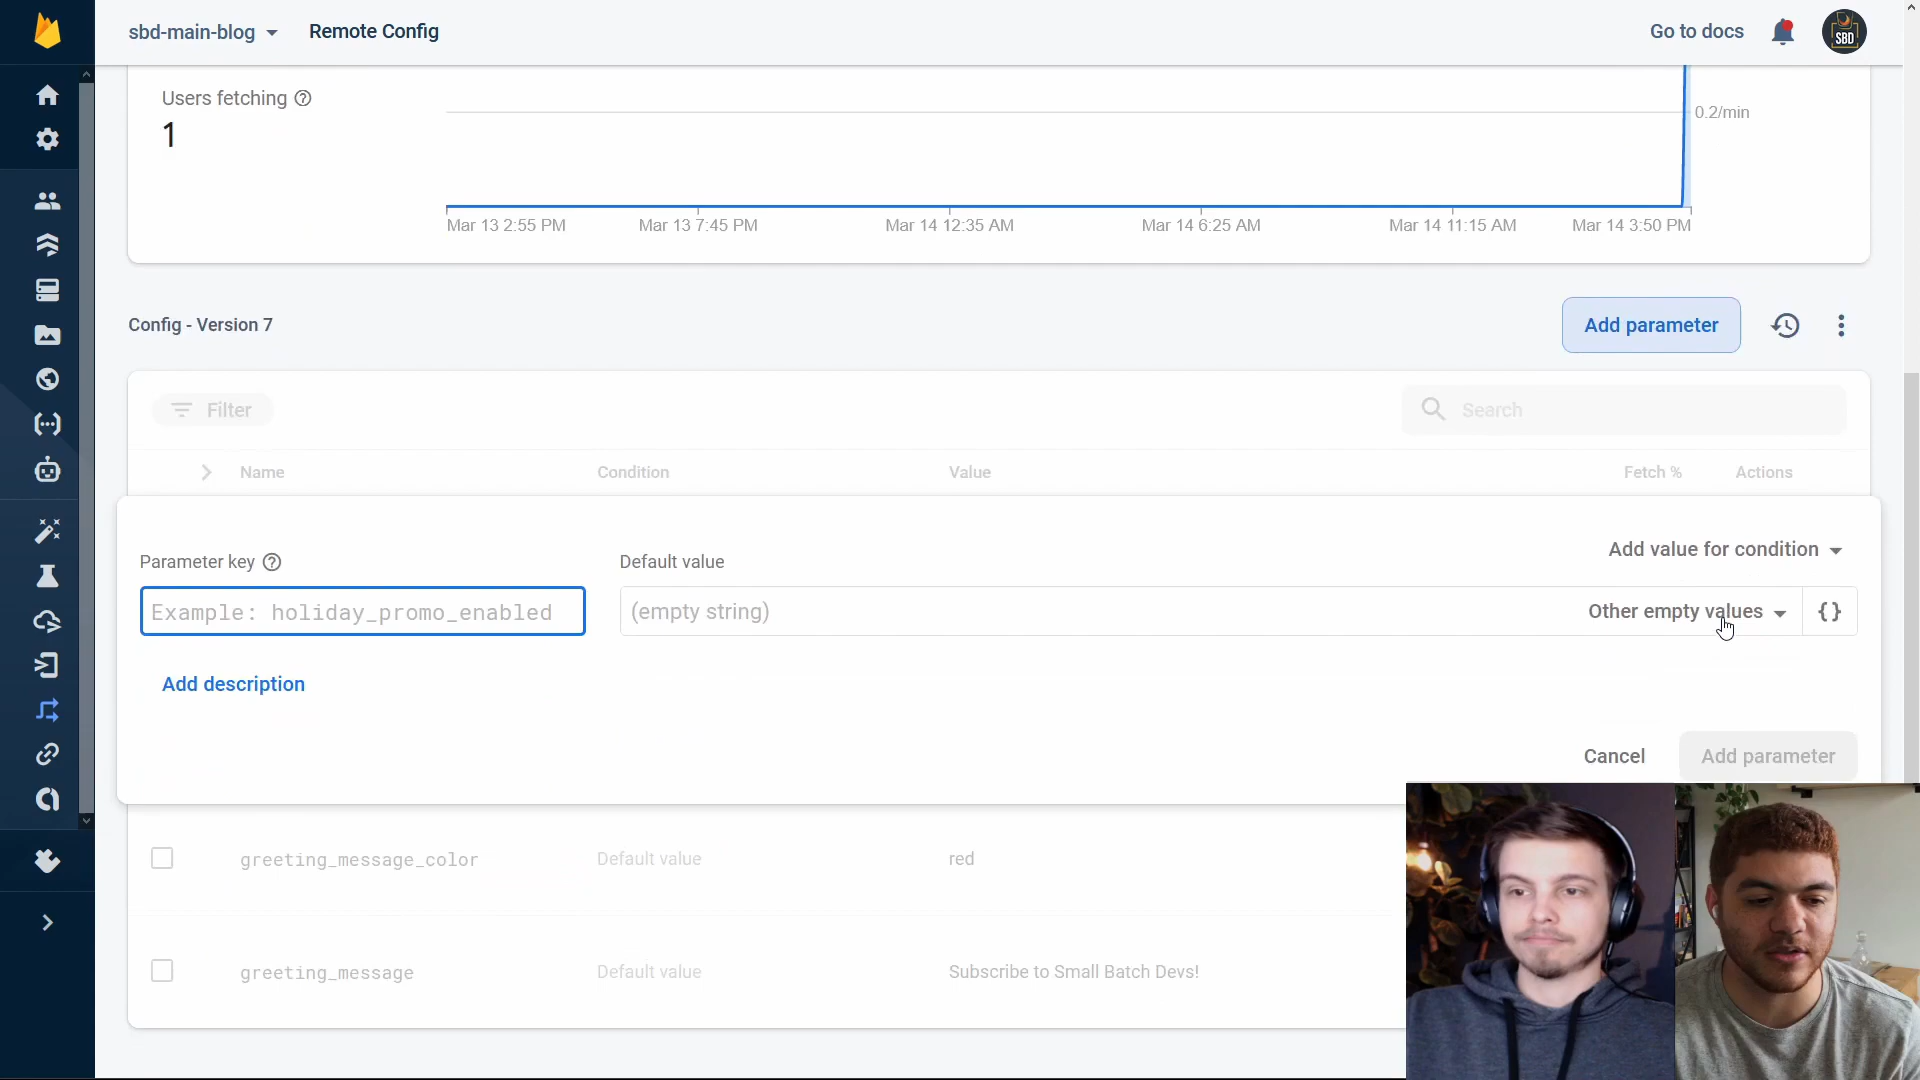 sbd-main-blog
Remote Config
Go to docs
SBD
Users fetching
1
0.2/min
Mar 13 2:55 PM
Mar 13 7:45 PM
Mar 14 12:35 AM
Mar 14 6:25 AM
Mar 14 11:15 AM
Mar 14 3:50 PM
Config - Version 7
Add parameter
Filter
Search
Name
Condition
Value
Fetch %
Actions
Parameter key
Default value
Add value for condition
Example: holiday_promo_enabled
(empty string)
Other empty values
{}
Add description
Cancel
Add parameter
greeting_message_color
Default value
red
greeting_message
Default value
Subscribe to Small Batch Devs!